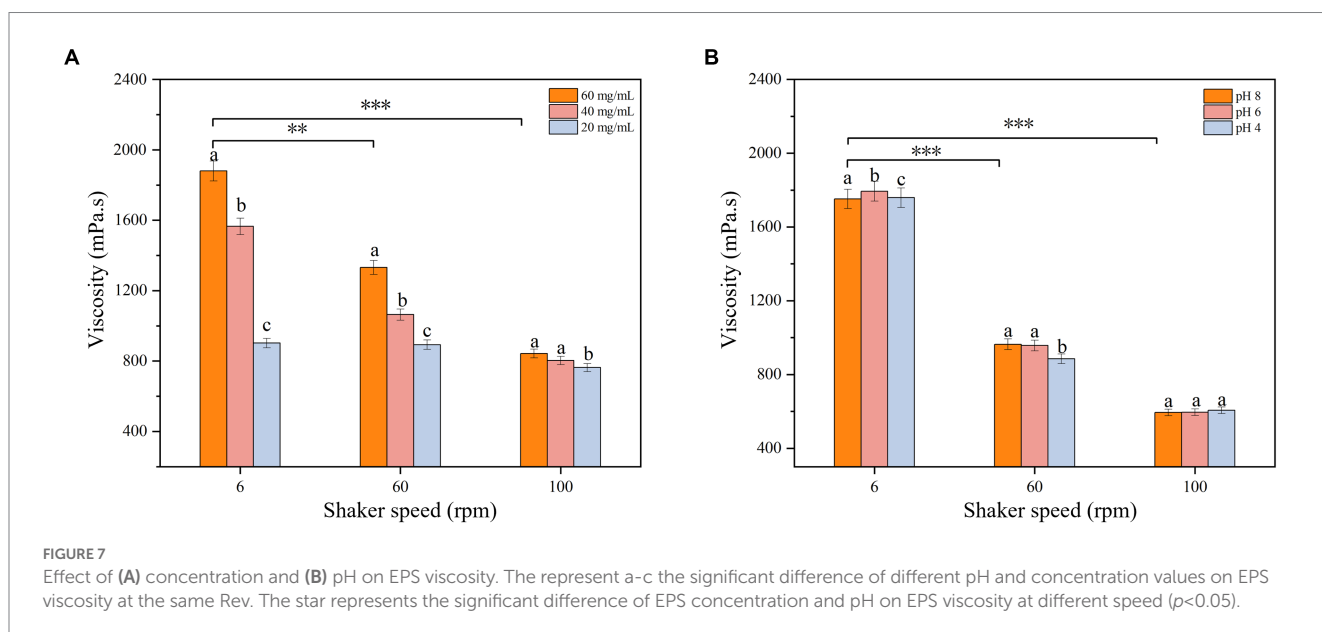 A
2400
2000
1600
1200
800
400
Viscosity (mPa.s)
60 mg/mL
40 mg/mL
20 mg/mL
***
**
a
b
c
a
b
c
a
a
b
6
60
100
Shaker speed (rpm)
B
2400
2000
1600
1200
800
400
Viscosity (mPa.s)
pH 8
pH 6
pH 4
***
***
a
b
c
a
a
b
a
a
a
6
60
100
Shaker speed (rpm)
FIGURE 7
Effect of (A) concentration and (B) pH on EPS viscosity. The represent a-c the significant difference of different pH and concentration values on EPS
viscosity at the same Rev. The star represents the significant difference of EPS concentration and pH on EPS viscosity at different speed (p<0.05).